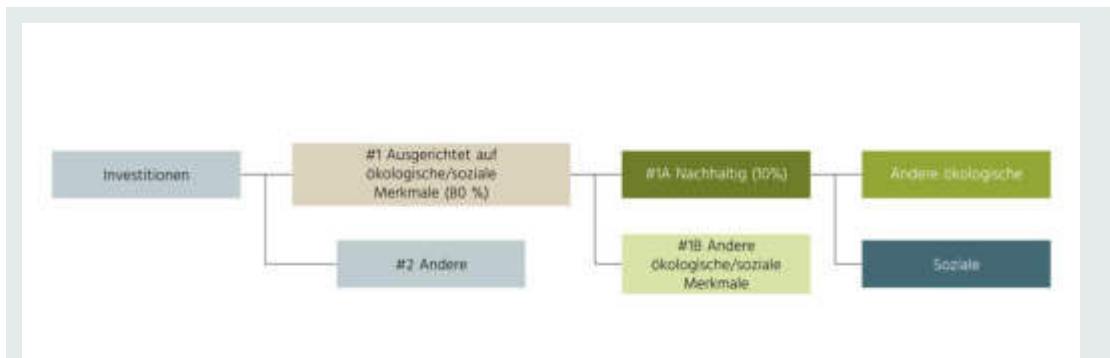 Investitionen
#1 Ausgerichtet auf
ökologische/soziale
Merkmale (80 %)
#2 Andere
#1A Nachhaltig (10%)
#1B Andere
ökologische/soziale
Merkmale
Andere ökologische
Soziale